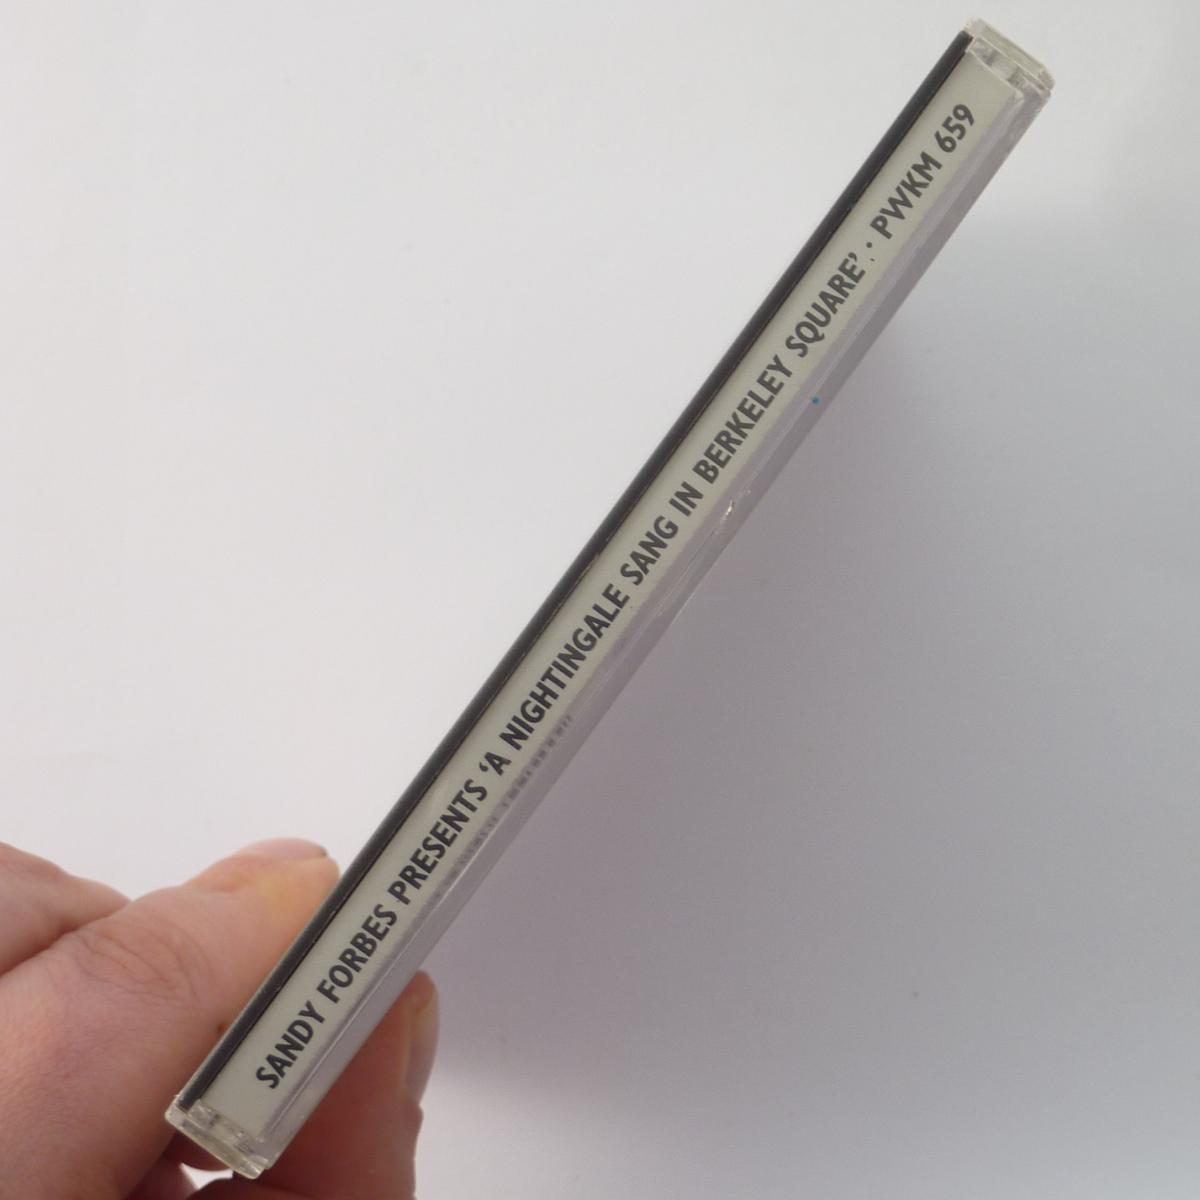 SANDY FORBES PRESENTS ‘A NIGHTINGALE SANG IN BERKELEY SQUARE’ · PWKM 659